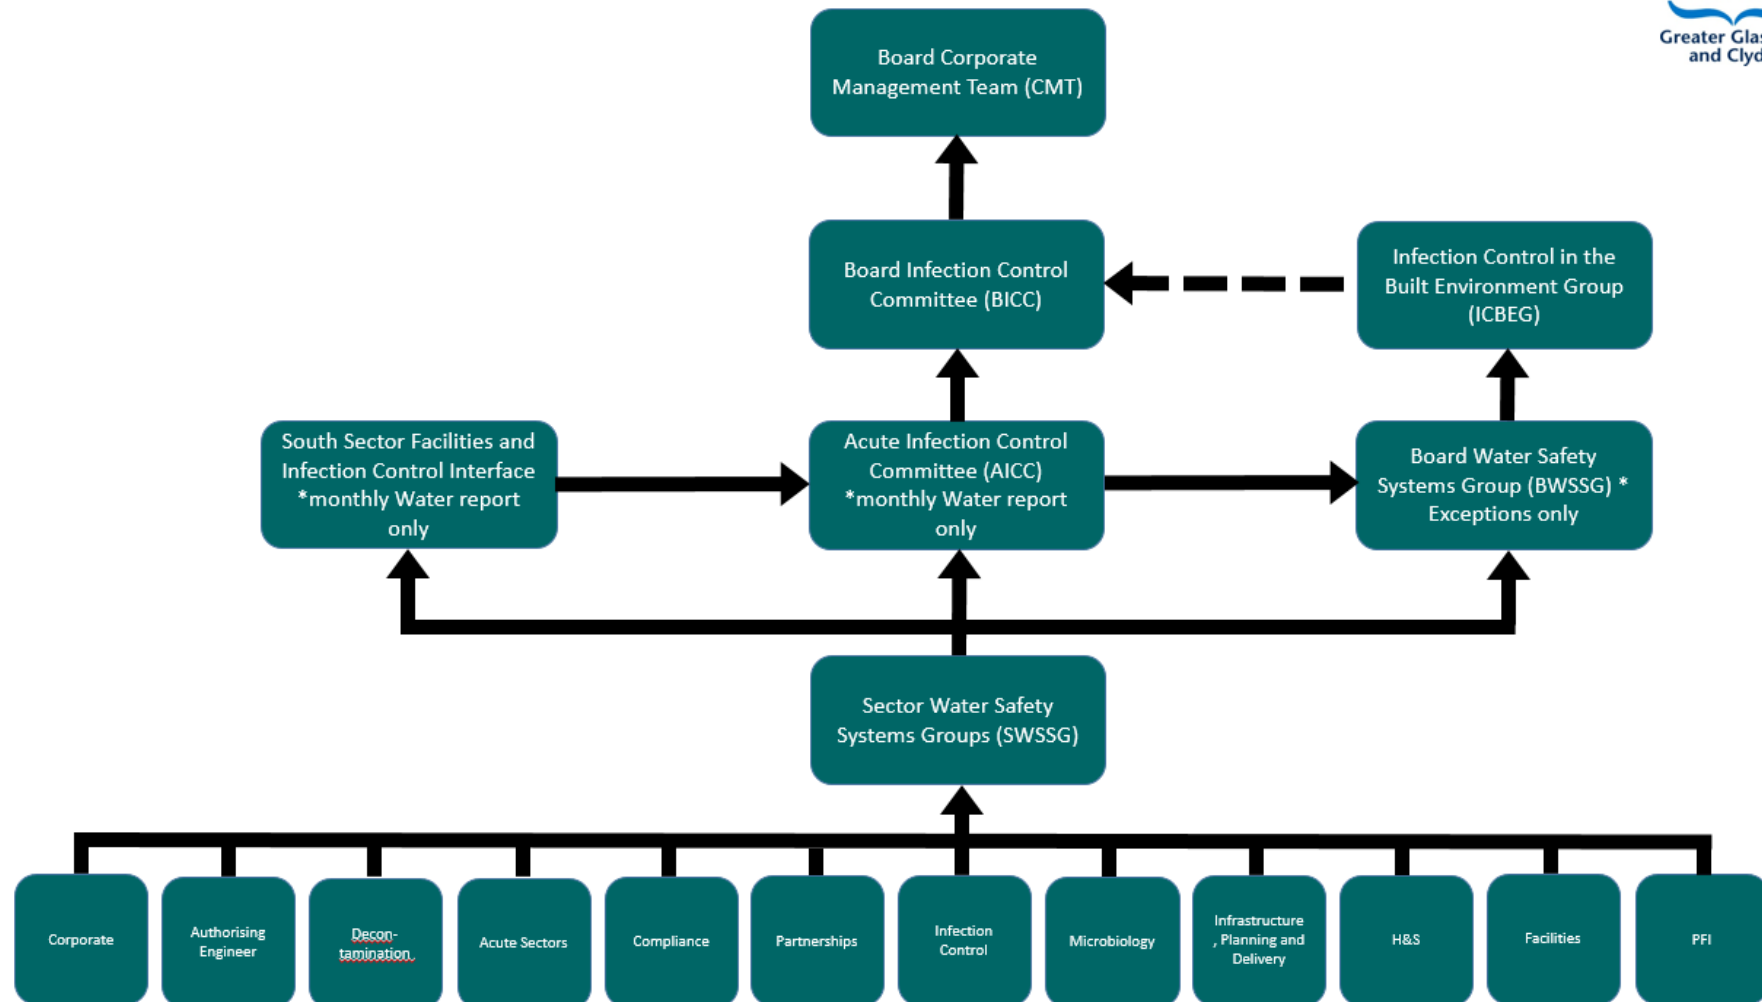 Greater Glas
and Clyd
Board Corporate
Management Team (CMT)
Board Infection Control
Committee (BICC)
Infection Control in the
Built Environment Group
(ICBEG)
South Sector Facilities and
Infection Control Interface
*monthly Water report
only
Acute Infection Control
Committee (AICC)
*monthly Water report
only
Board Water Safety
Systems Group (BWSSG) *
Exceptions only
Sector Water Safety
Systems Groups (SWSSG)
Corporate
Authorising
Engineer
Decon-
tamination
Acute Sectors
Compliance
Partnerships
Infection
Control
Microbiology
Infrastructure
, Planning and
Delivery
H&S
Facilities
PFI